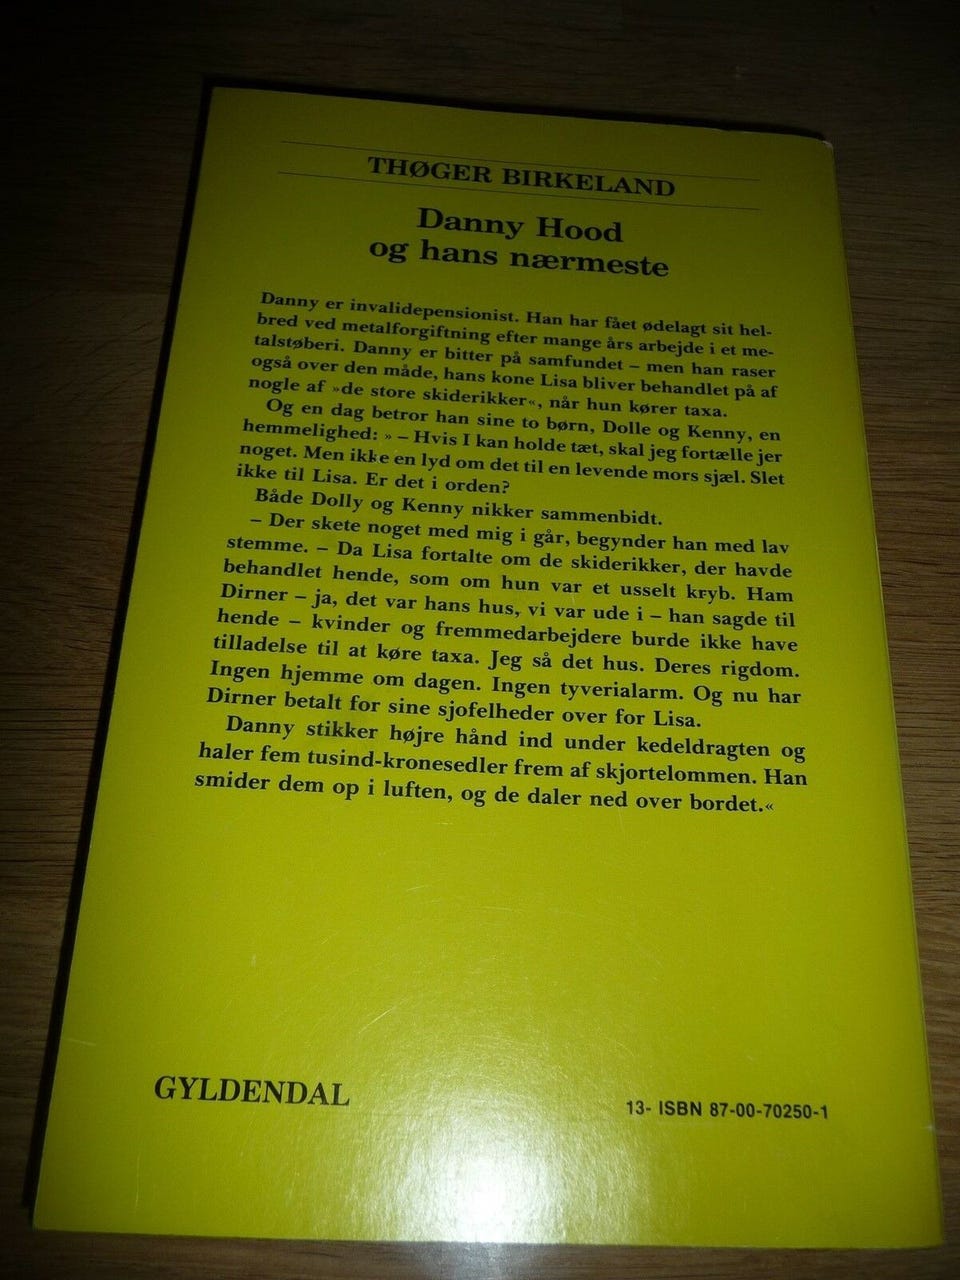 THØGER BIRKELAND
Danny Hood
og hans nærmeste
Danny er invalidepensionist. Han har fået ødelagt sit hel-
bred ved metalforgiftning efter mange års arbejde i et me-
talstøberi. Danny er bitter på samfundet – men han raser
også over den måde, hans kone Lisa bliver behandlet på af
nogle af »de store skiderikker«, når hun kører taxa.
Og en dag betror han sine to børn, Dolle og Kenny, en
hemmelighed: » – Hvis I kan holde tæt, skal jeg fortælle jer
noget. Men ikke en lyd om det til en levende mors sjæl. Slet
ikke til Lisa. Er det i orden?
Både Dolly og Kenny nikker sammenbidt.
– Der skete noget med mig i går, begynder han med lav
stemme. – Da Lisa fortalte om de skiderikker, der havde
behandlet hende, som om hun var et usselt kryb. Ham
Dirner – ja, det var hans hus, vi var ude i – han sagde til
hende – kvinder og fremmedarbejdere burde ikke have
tilladelse til at køre taxa. Jeg så det hus. Deres rigdom.
Ingen hjemme om dagen. Ingen tyverialarm. Og nu har
Dirner betalt for sine sjofelheder over for Lisa.
Danny stikker højre hånd ind under kedeldragten og
haler fem tusind-kronesedler frem af skjortelommen. Han
smider dem op i luften, og de daler ned over bordet.«
GYLDENDAL
13- ISBN 87-00-70250-1